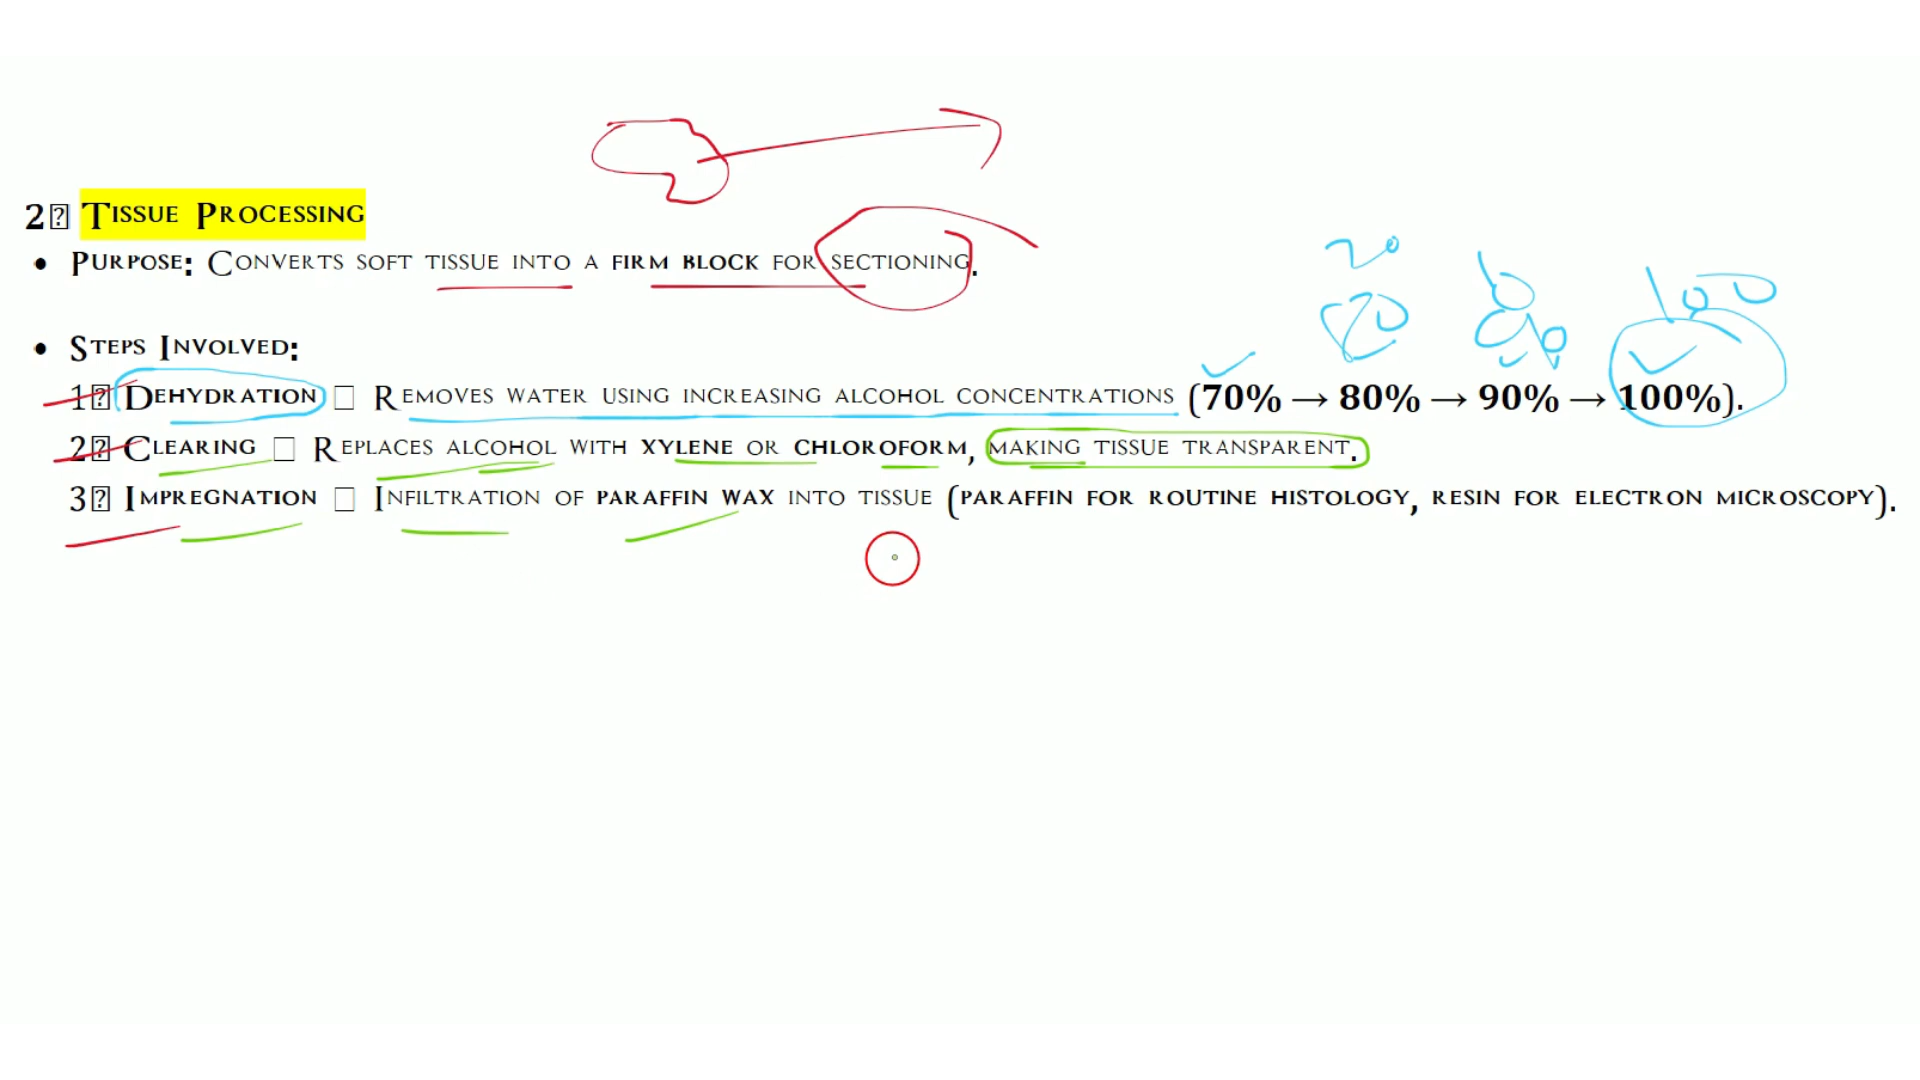 2 Tissue Processing
• Purpose: Converts soft tissue into a firm block for sectioning.
• Steps Involved:
1 Dehydration □ Removes water using increasing alcohol concentrations (70% → 80% → 90% → 100%).
2 Clearing □ Replaces alcohol with xylene or chloroform, making tissue transparent.
3 Impregnation □ Infiltration of paraffin wax into tissue (paraffin for routine histology, resin for electron microscopy).
100